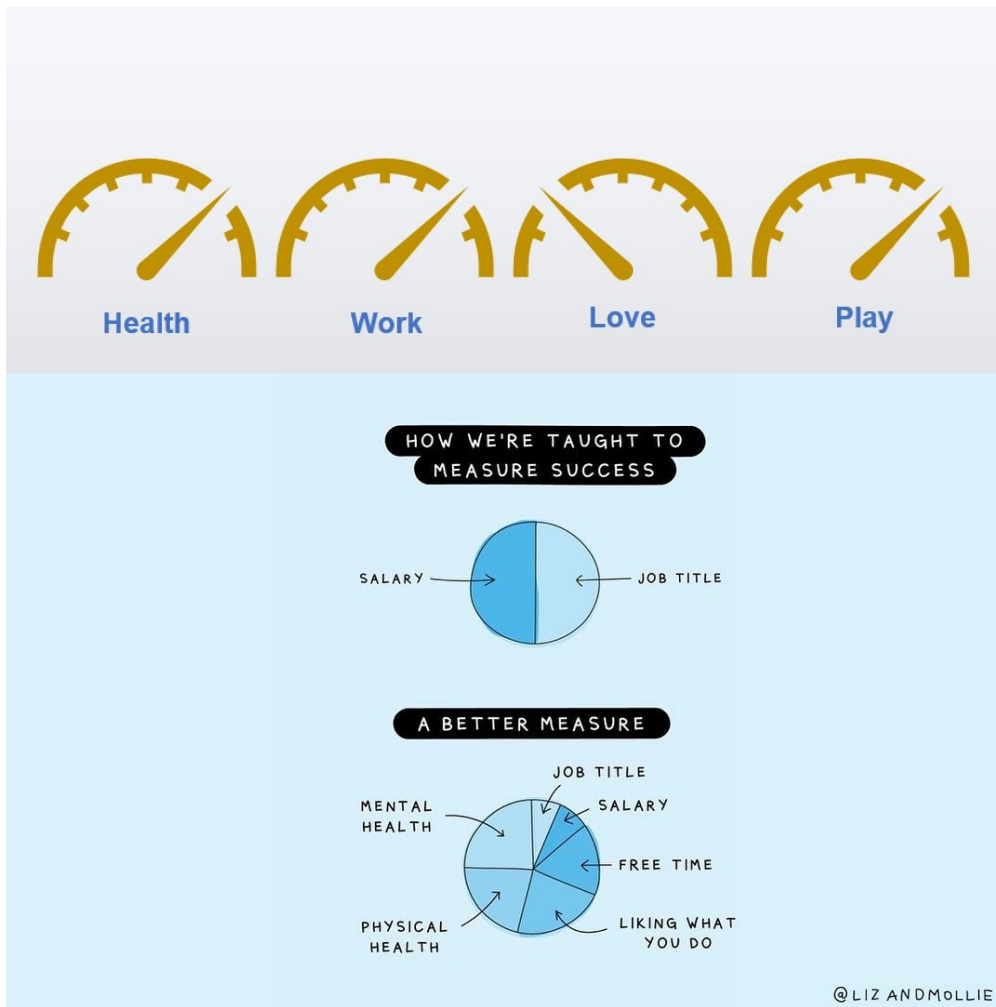 Health
Work
Love
Play
HOW WE'RE TAUGHT TO
MEASURE SUCCESS
SALARY
JOB TITLE
A BETTER MEASURE
JOB TITLE
SALARY
MENTAL
HEALTH
FREE TIME
PHYSICAL
HEALTH
LIKING WHAT
YOU DO
@LIZANDMOLLIE